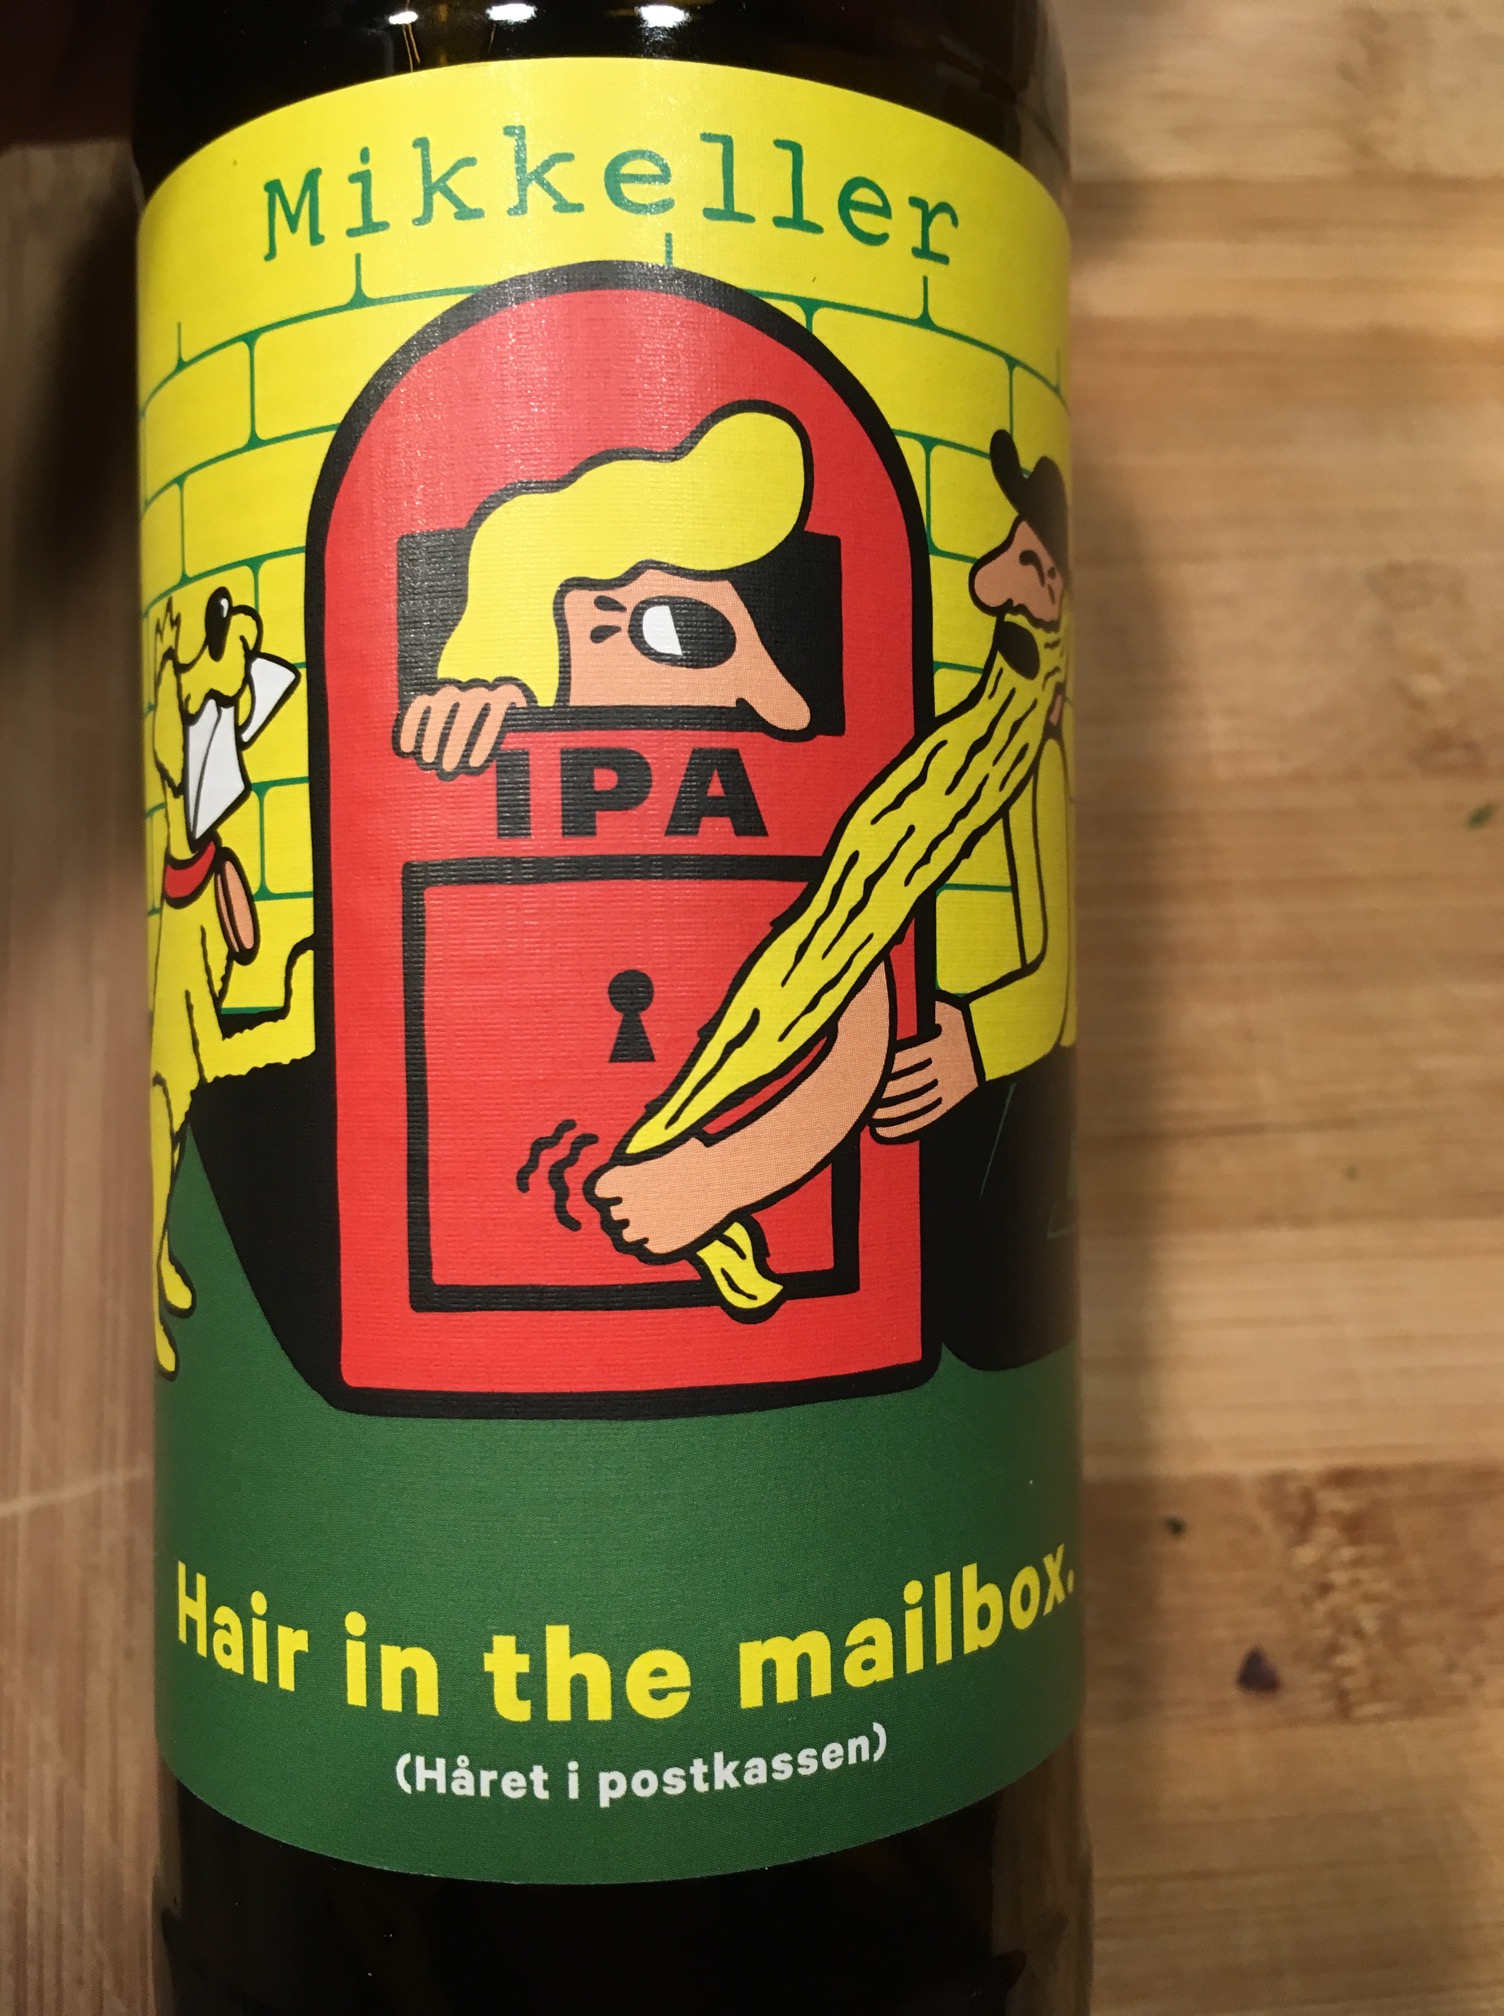 Mikkeller
IPA
Hair in the mailbox.
(Håret i postkassen)